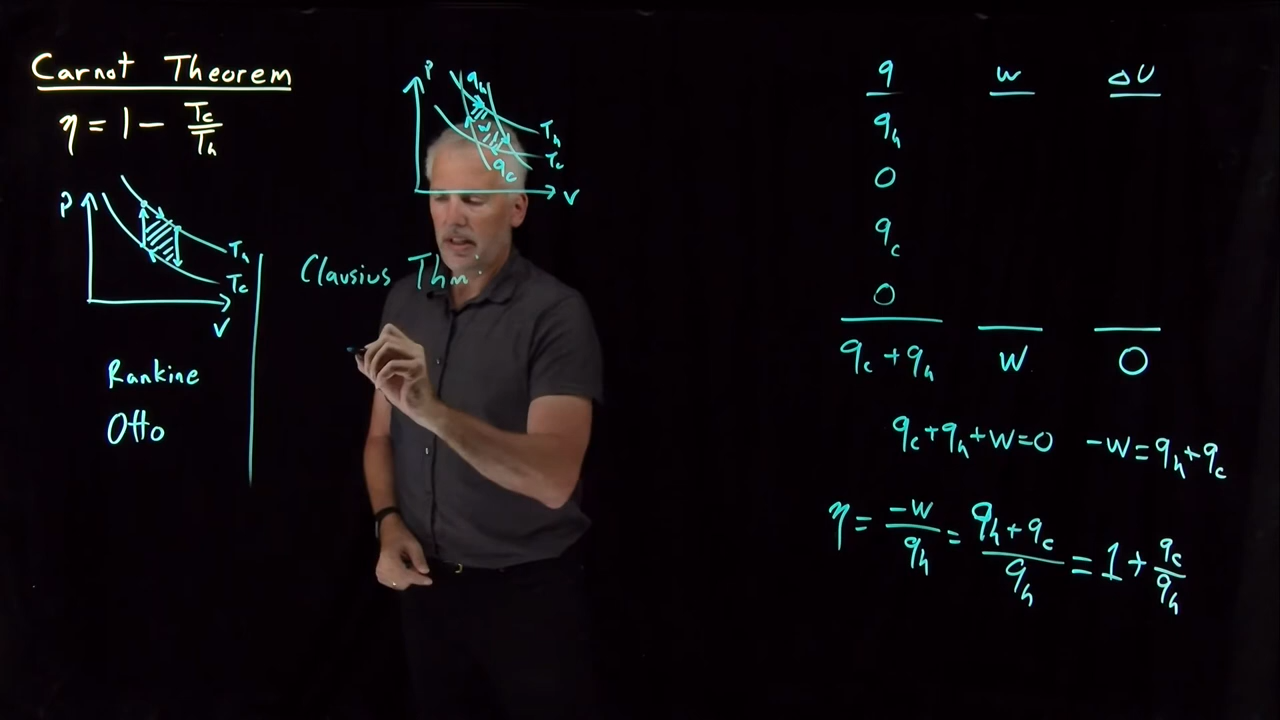 Carnot Theorem
η = 1 - Tc/Th
P
Th
Tc
V
Rankine
Otto
P
qh
w
Th
Tc
qc
V
Clausius Thm:
q w ΔU
qh
0
qc
0
qc + qh w 0
qc + qh + w = 0 -w = qh + qc
η = -w/qh = (qh + qc)/qh = 1 + qc/qh